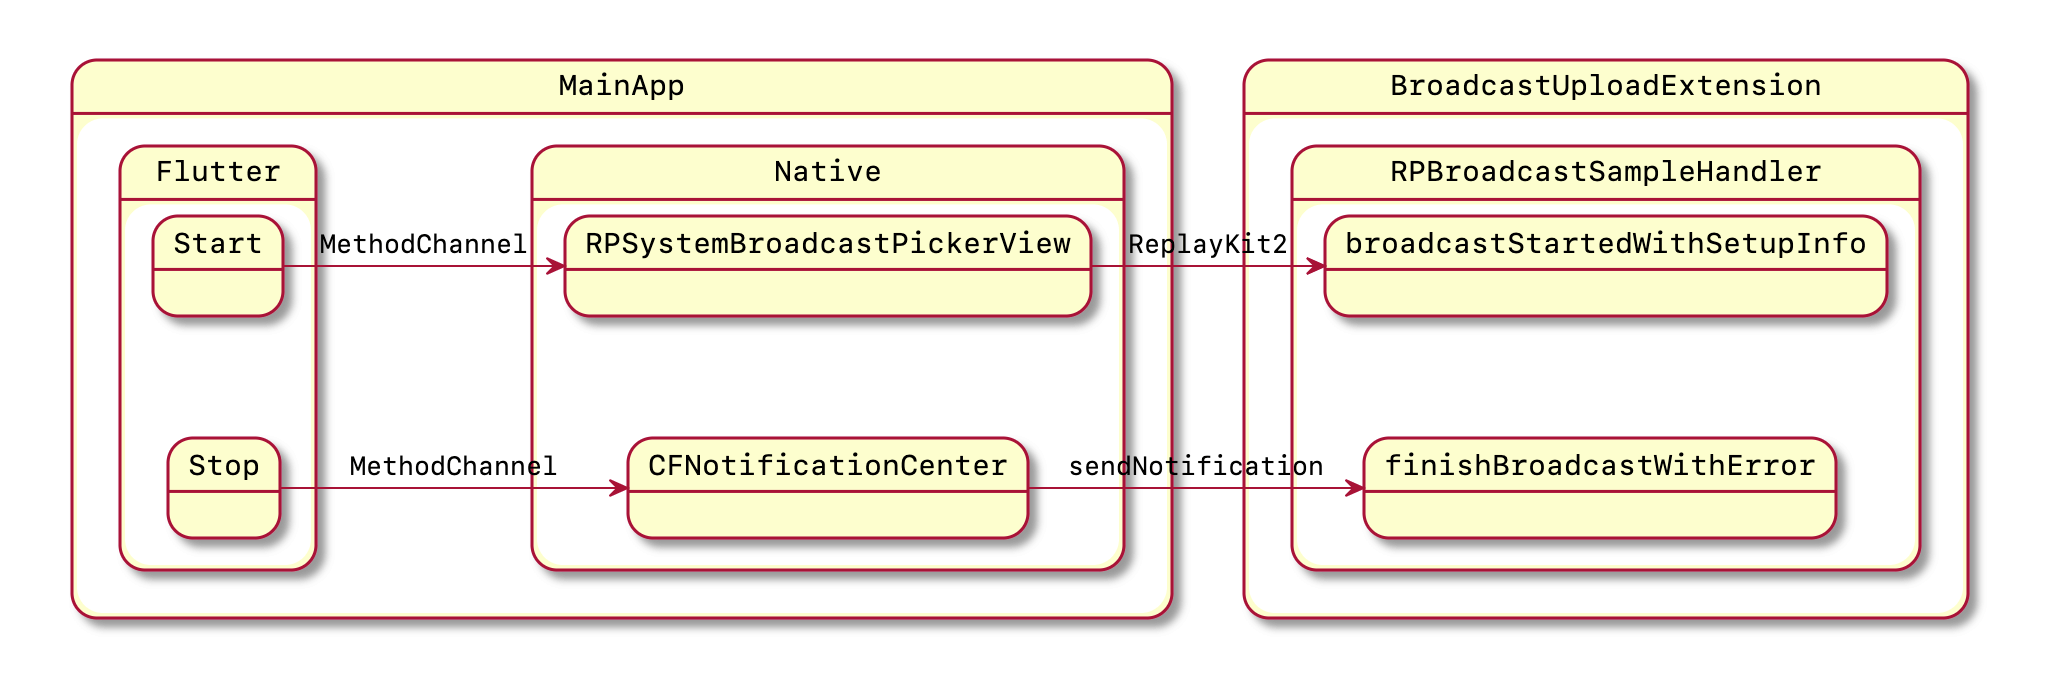 MainApp
BroadcastUploadExtension
Flutter
Native
RPBroadcastSampleHandler
Start
MethodChannel
RPSystemBroadcastPickerView
ReplayKit2
broadcastStartedWithSetupInfo
Stop
MethodChannel
CFNotificationCenter
sendNotification
finishBroadcastWithError